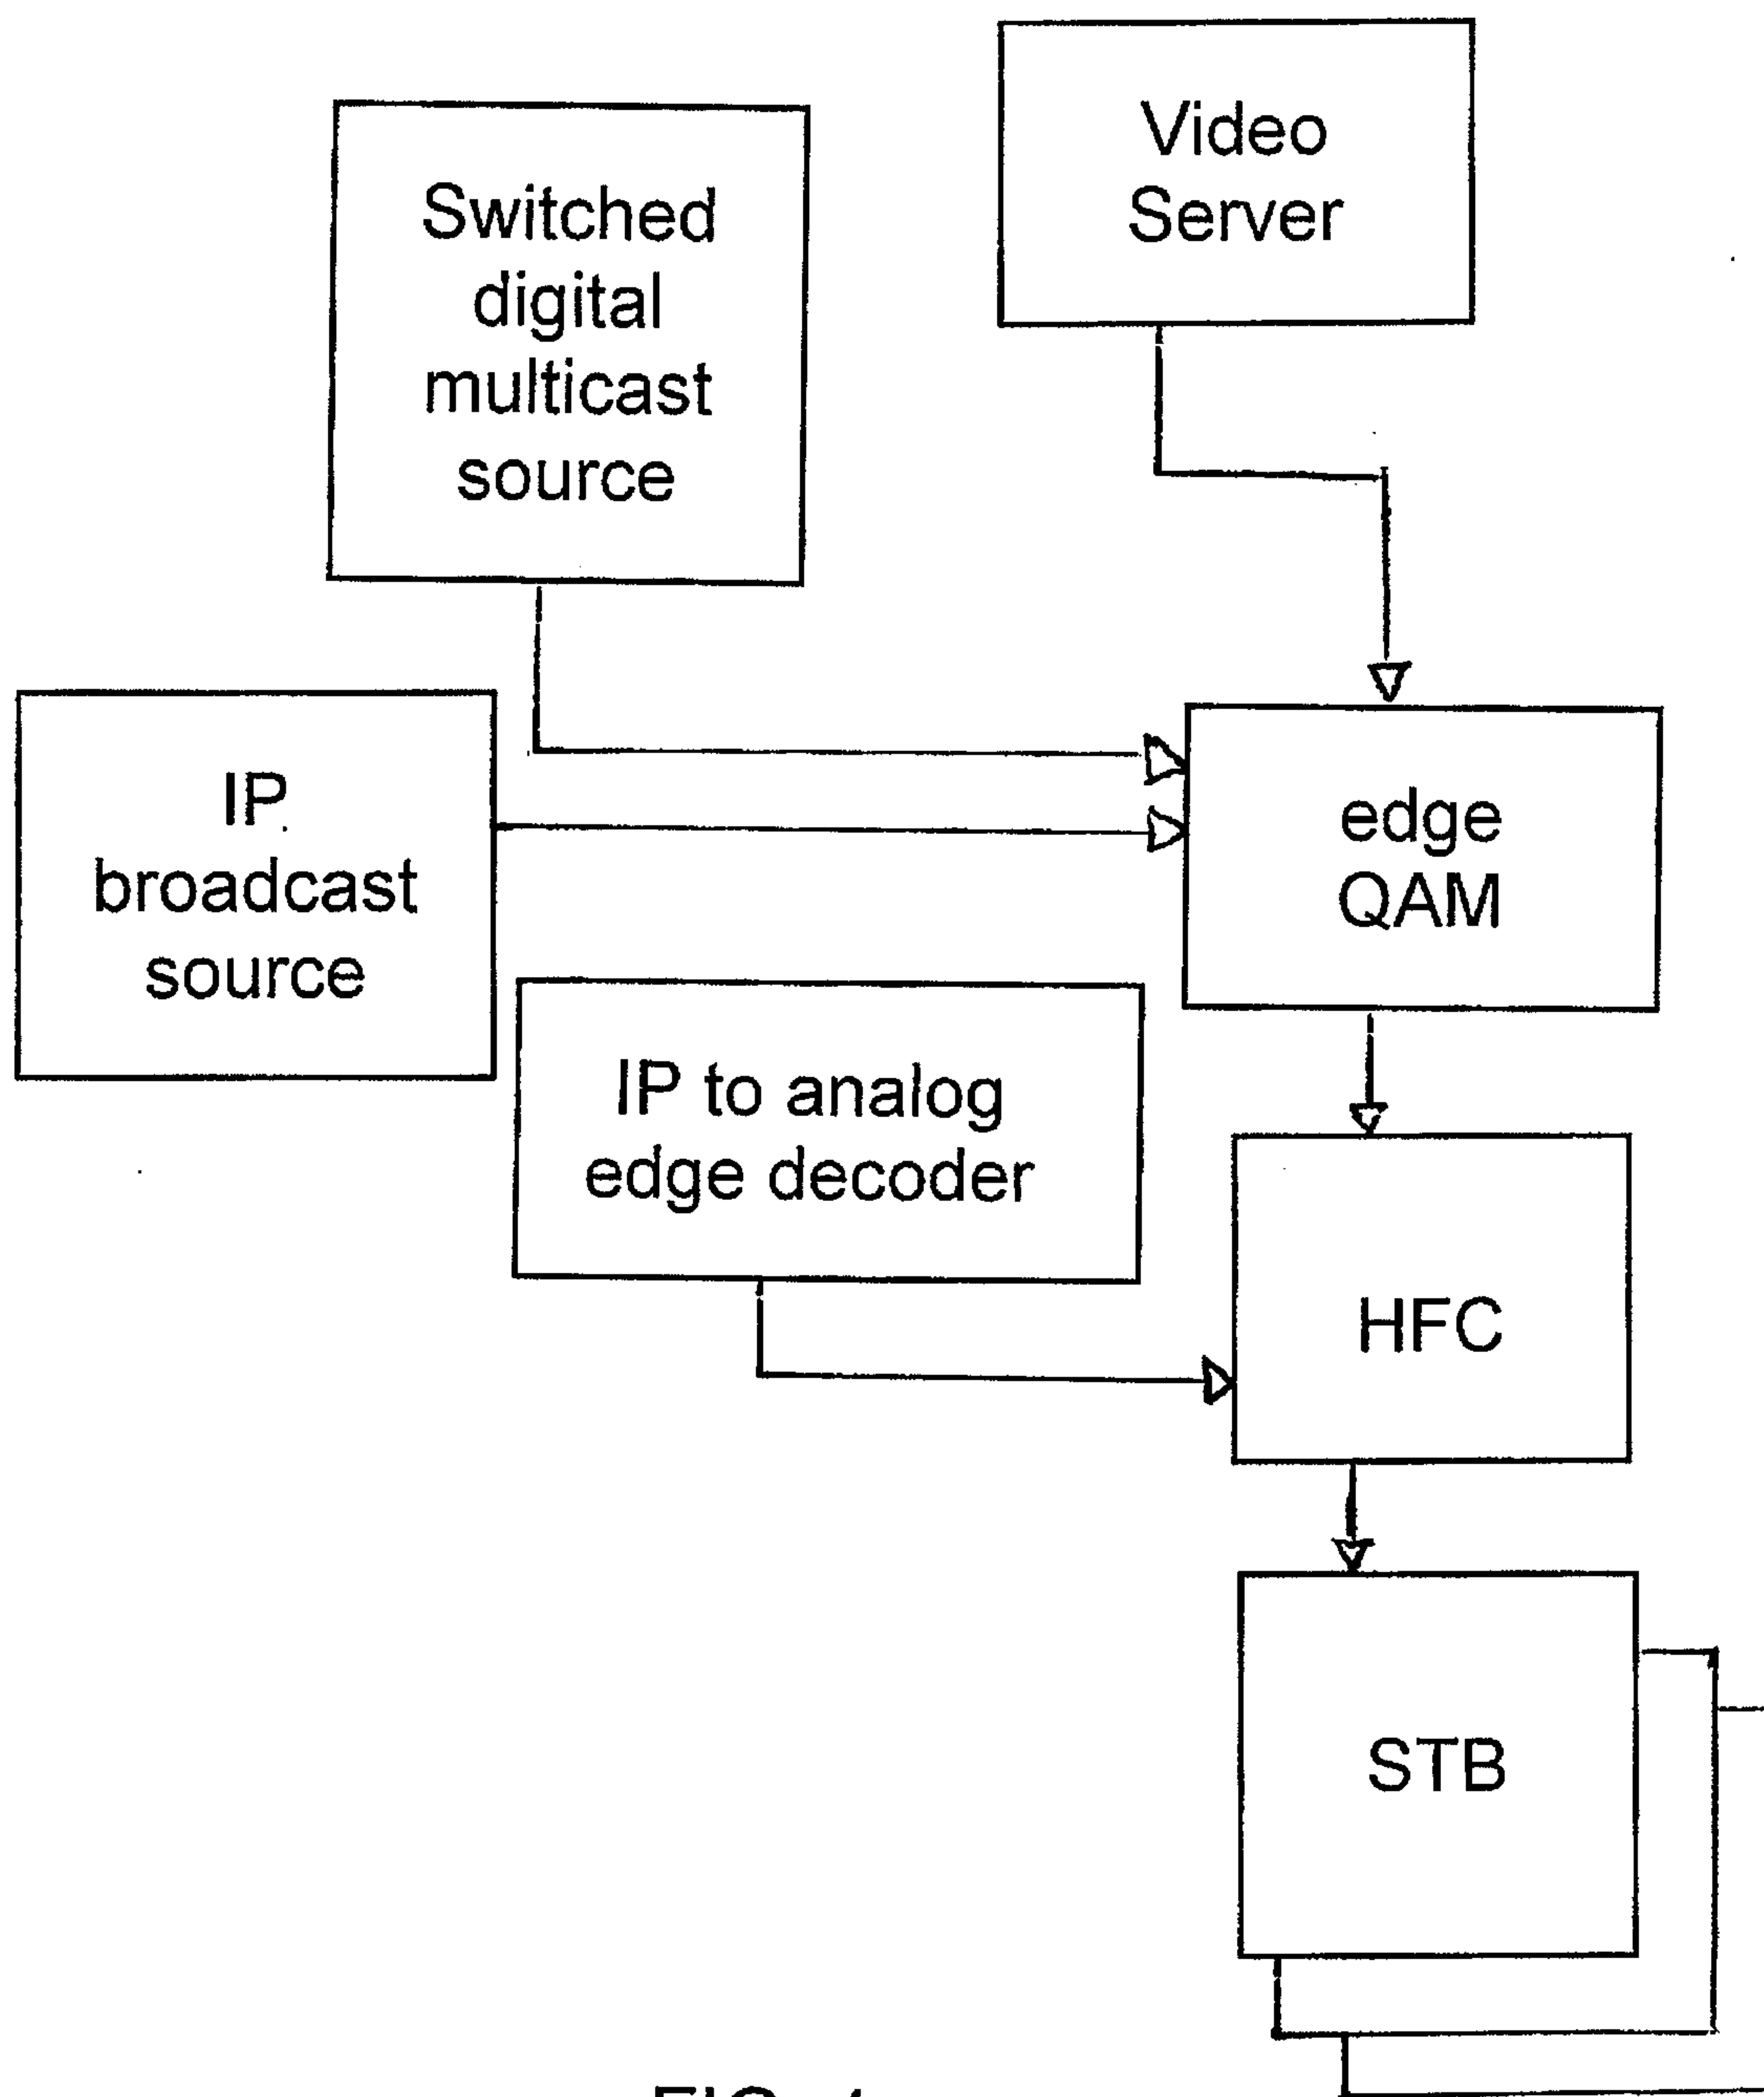 Video
Server
Switched
digital
multicast
source
IP
broadcast
source
edge
QAM
IP to analog
edge decoder
HFC
STB